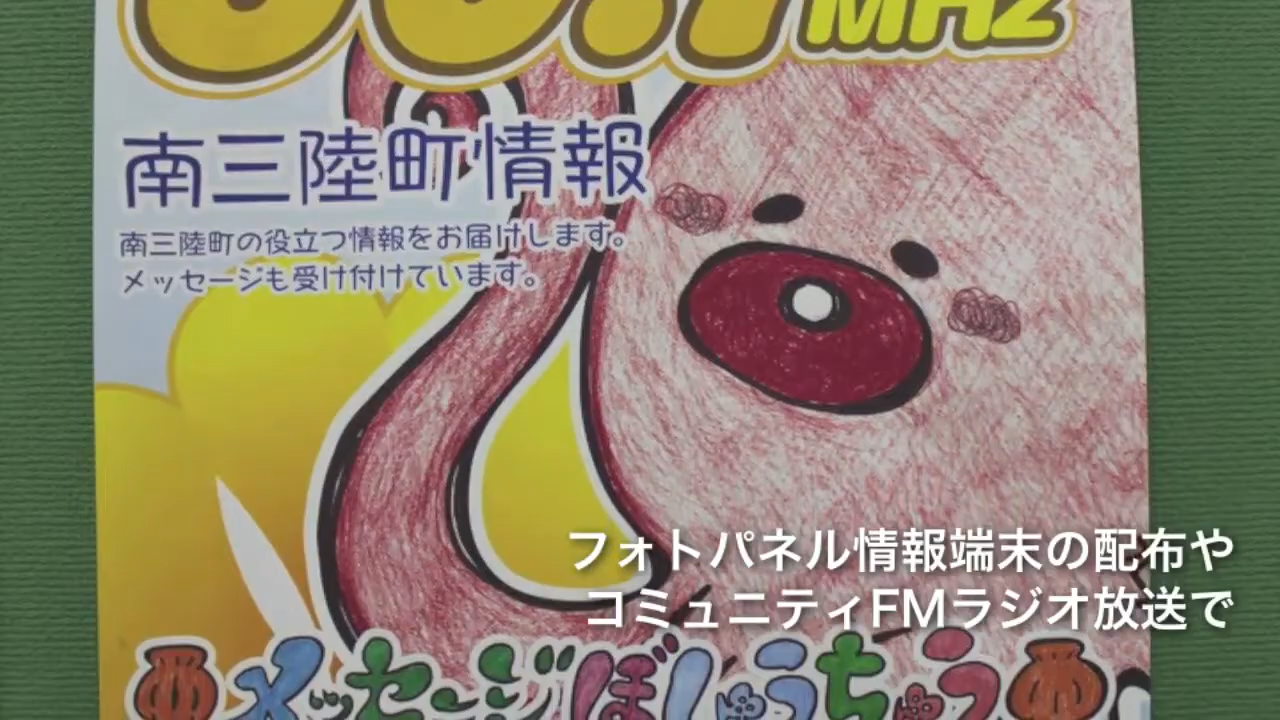 MHz
南三陸町情報
南三陸町の役立つ情報をお届けします。
メッセージも受け付けています。
フォトパネル情報端末の配布や
コミュニティFMラジオ放送で
メッセージぼしゅうちゅう